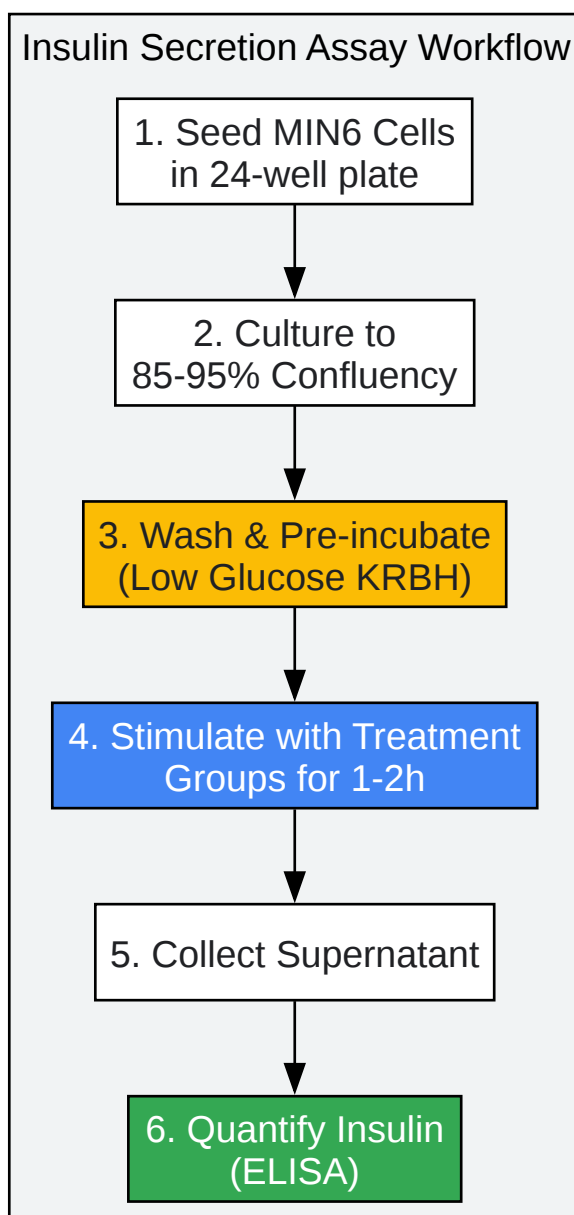 Insulin Secretion Assay Workflow
1. Seed MIN6 Cells
in 24-well plate
2. Culture to
85-95% Confluency
3. Wash & Pre-incubate
(Low Glucose KRBH)
4. Stimulate with Treatment
Groups for 1-2h
5. Collect Supernatant
6. Quantify Insulin
(ELISA)